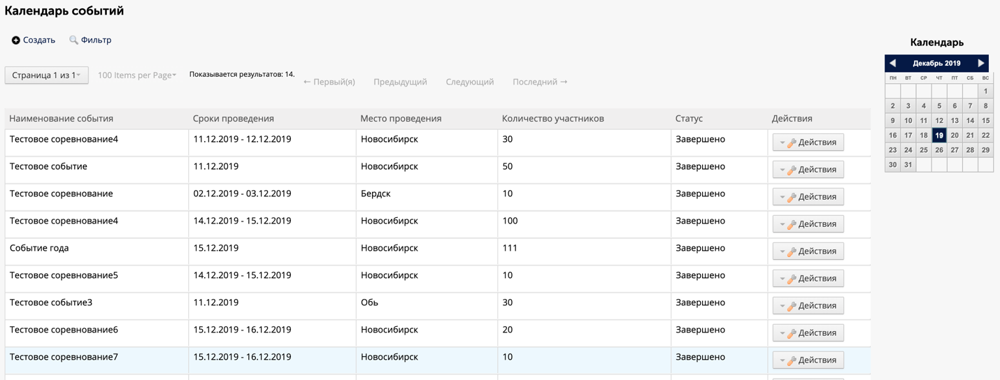 Календарь событий
Создать Фильтр
Страница 1 из 1 100 Items per Page Показывается результатов: 14. ← Первый(я) Предыдущий Следующий Последний →
Наименование события Сроки проведения Место проведения Количество участников Статус Действия
Тестовое соревнование4 11.12.2019 - 12.12.2019 Новосибирск 30 Завершено Действия
Тестовое событие 11.12.2019 Новосибирск 50 Завершено Действия
Тестовое соревнование 02.12.2019 - 03.12.2019 Бердск 10 Завершено Действия
Тестовое соревнование4 14.12.2019 - 15.12.2019 Новосибирск 100 Завершено Действия
Событие года 15.12.2019 Новосибирск 111 Завершено Действия
Тестовое соревнование5 14.12.2019 - 15.12.2019 Новосибирск 10 Завершено Действия
Тестовое событие3 11.12.2019 Обь 30 Завершено Действия
Тестовое соревнование6 15.12.2019 - 16.12.2019 Новосибирск 20 Завершено Действия
Тестовое соревнование7 15.12.2019 - 16.12.2019 Новосибирск 10 Завершено Действия
Календарь
Декабрь 2019
ПН ВТ СР ЧТ ПТ СБ ВС
1
2 3 4 5 6 7 8
9 10 11 12 13 14 15
16 17 18 19 20 21 22
23 24 25 26 27 28 29
30 31